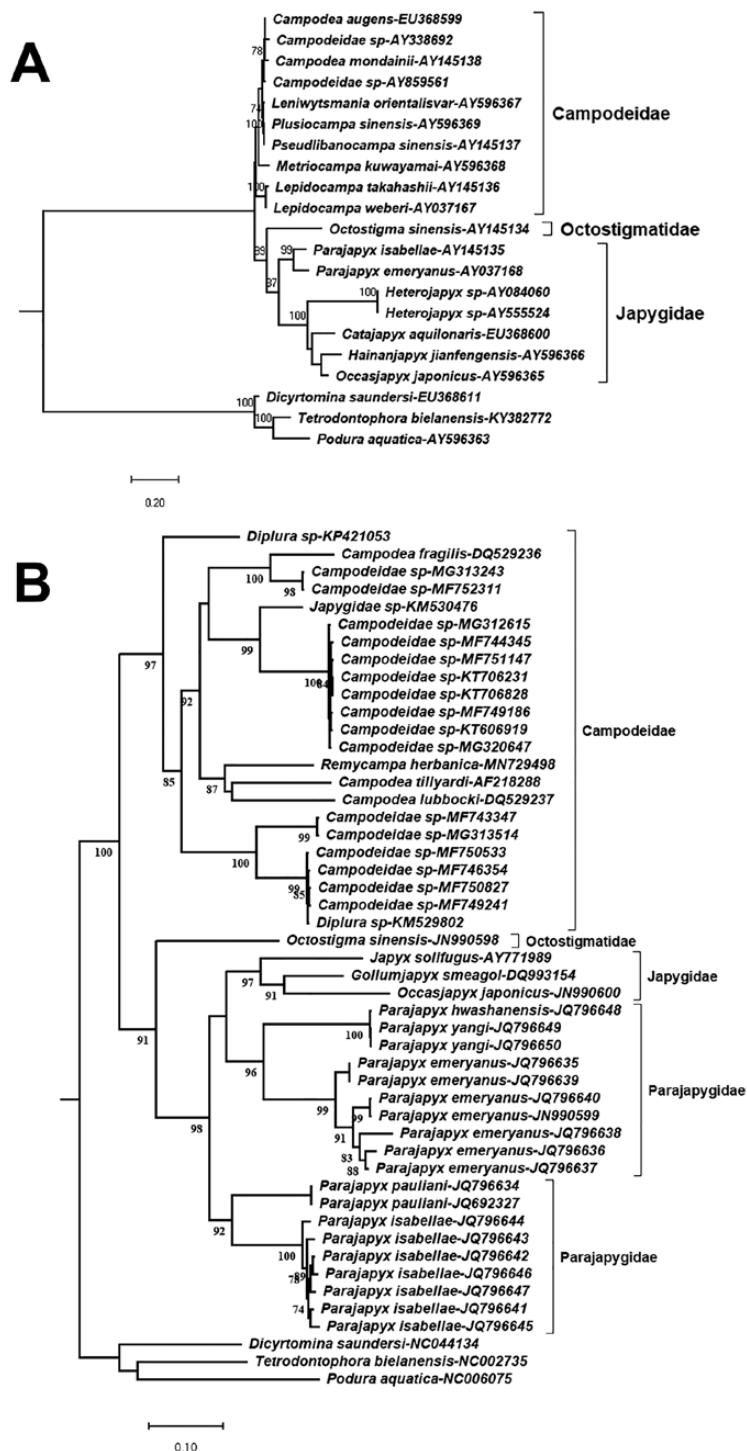 A
Campodea augens-EU368599
78
Campodeidae sp-AY338692
Campodea mondainii-AY145138
Campodeidae sp-AY859561
Leniwytsmania orientalisvar-AY596367
Campodeidae
Plusiocampa sinensis-AY596369
Pseudlibanocampa sinensis-AY145137
Metriocampa kuwayamai-AY596368
100
Lepidocampa takahashii-AY145136
Lepidocampa weberi-AY037167
Octostigma sinensis-AY145134
Octostigmatidae
89
99
Parajapyx isabellae-AY145135
Parajapyx emeryanus-AY037168
87
100
Heterojapyx sp-AY084060
Heterojapyx sp-AY555524
Japygidae
100
Catajapyx aquilonaris-EU368600
Hainanjapyx jianfengensis-AY596366
Occasjapyx japonicus-AY596365
Dicyrtomina saundersi-EU368611
100
100
Tetrodontophora bielanensis-KY382772
Podura aquatica-AY596363
0.20
B
Diplura sp-KP421053
Campodea fragilis-DQ529236
100
Campodeidae sp-MG313243
98
Campodeidae sp-MF752311
Japygidae sp-KM530476
99
Campodeidae sp-MG312615
Campodeidae sp-MF744345
97
Campodeidae sp-MF751147
100
Campodeidae sp-KT706231
92
Campodeidae sp-KT706828
Campodeidae sp-MF749186
Campodeidae sp-KT606919
Campodeidae
Campodeidae sp-MG320647
85
Remycampa herbanica-MN729498
87
Campodea tillyardi-AF218288
Campodea lubbocki-DQ529237
Campodeidae sp-MF743347
99
Campodeidae sp-MG313514
100
100
Campodeidae sp-MF750533
Campodeidae sp-MF746354
99
85
Campodeidae sp-MF750827
Campodeidae sp-MF749241
Diplura sp-KM529802
Octostigma sinensis-JN990598
Octostigmatidae
Japyx solifugus-AY771989
97
Gollumjapyx smeagol-DQ993154
Japygidae
91
Occasjapyx japonicus-JN990600
Parajapyx hwashanensis-JQ796648
91
100
Parajapyx yangi-JQ796649
Parajapyx yangi-JQ796650
96
Parajapyx emeryanus-JQ796635
Parajapyx emeryanus-JQ796639
Parajapygidae
99
Parajapyx emeryanus-JQ796640
99
Parajapyx emeryanus-JN990599
98
91
Parajapyx emeryanus-JQ796638
83
Parajapyx emeryanus-JQ796636
88
Parajapyx emeryanus-JQ796637
Parajapyx pauliani-JQ796634
Parajapyx pauliani-JQ692327
92
Parajapyx isabellae-JQ796644
100
Parajapyx isabellae-JQ796643
Parajapyx isabellae-JQ796642
Parajapygidae
Parajapyx isabellae-JQ796646
Parajapyx isabellae-JQ796647
74
Parajapyx isabellae-JQ796641
Parajapyx isabellae-JQ796645
Dicyrtomina saundersi-NC044134
Tetrodontophora bielanensis-NC002735
Podura aquatica-NC006075
0.10